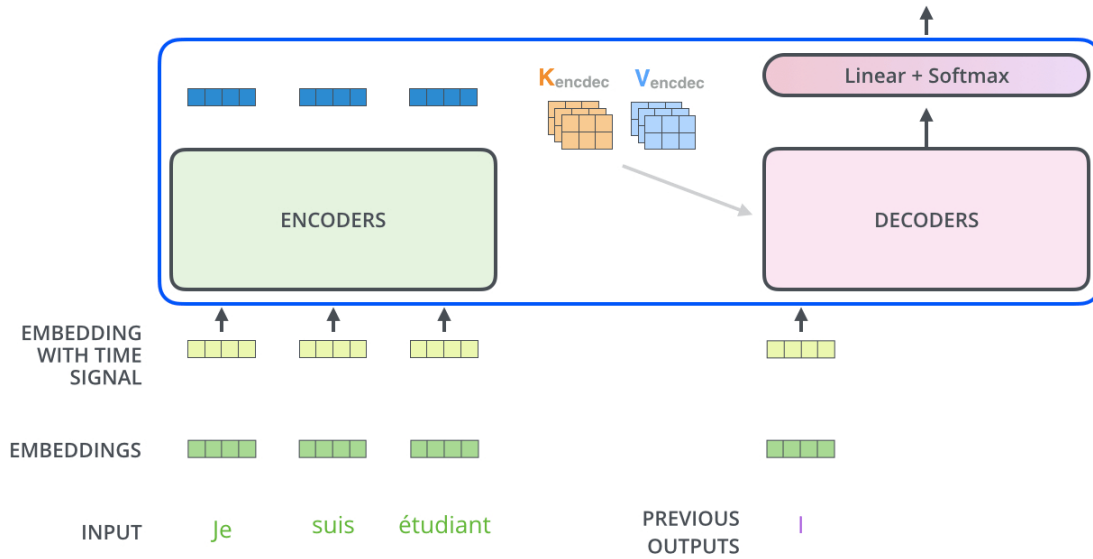 Kencdec Vencdec
Linear + Softmax
ENCODERS
DECODERS
EMBEDDING
WITH TIME
SIGNAL
EMBEDDINGS
INPUT
Je suis étudiant
PREVIOUS
OUTPUTS
I